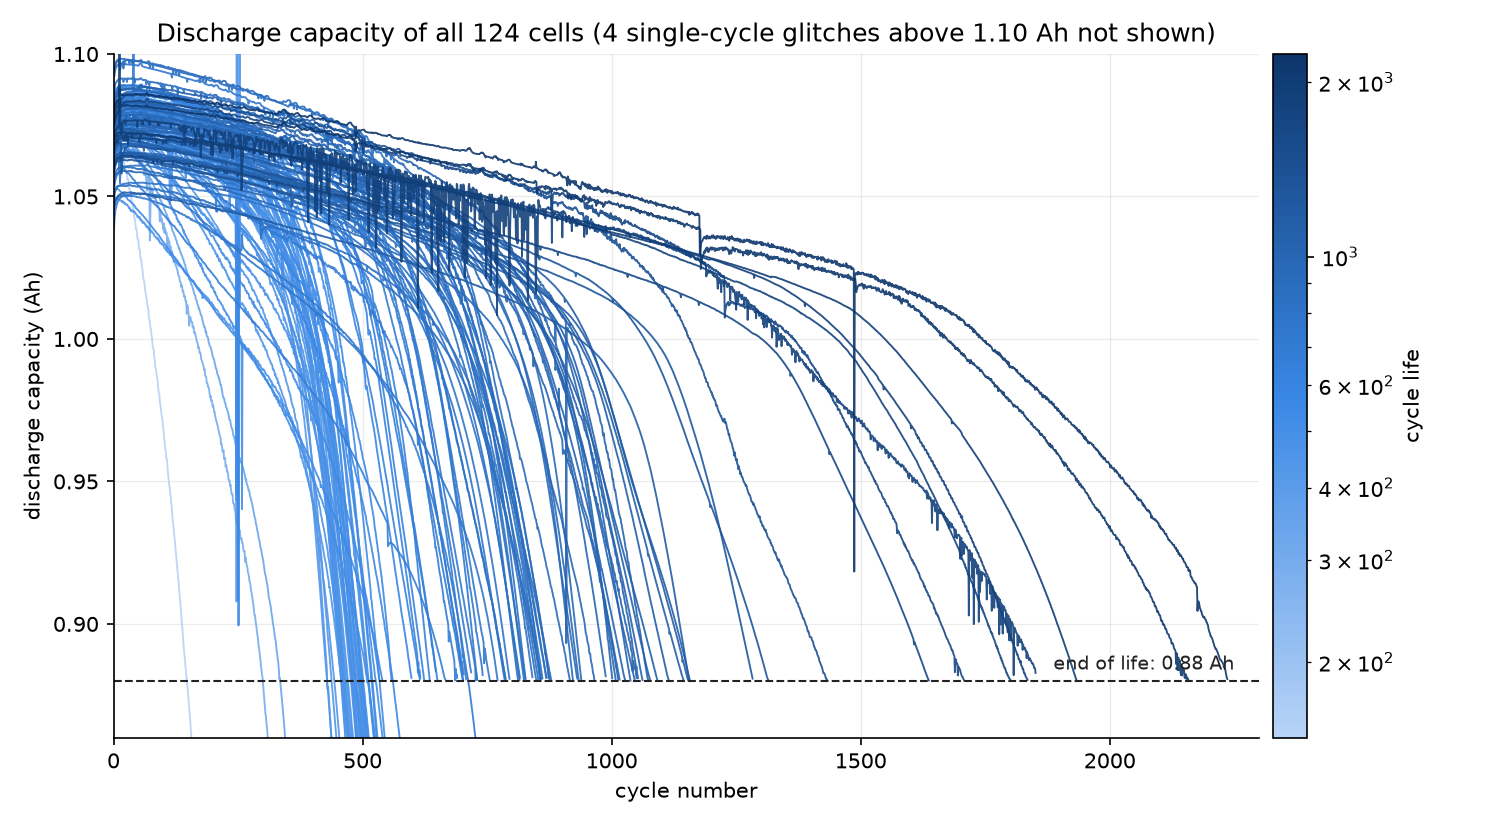 Discharge capacity of all 124 cells (4 single-cycle glitches above 1.10 Ah not shown)
discharge capacity (Ah)
1.10
1.05
1.00
0.95
0.90
0
500
1000
1500
2000
cycle number
end of life: 0.88 Ah
2 × 10³
10³
6 × 10²
4 × 10²
3 × 10²
2 × 10²
cycle life